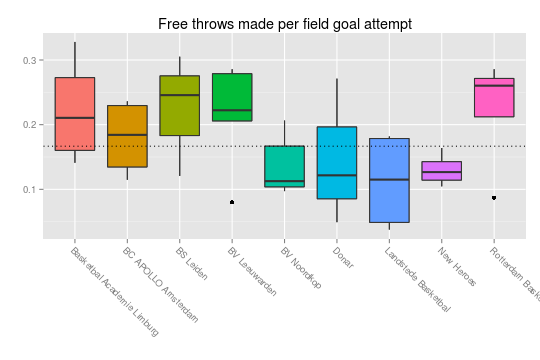 Free throws made per field goal attempt
0.3
0.2
0.1
Basketbal Academie Limburg
BC APOLLO Amsterdam
BS Leiden
BV Leeuwarden
BV Noordkop
Donar
Landstede Basketbal
New Heroes
Rotterdam